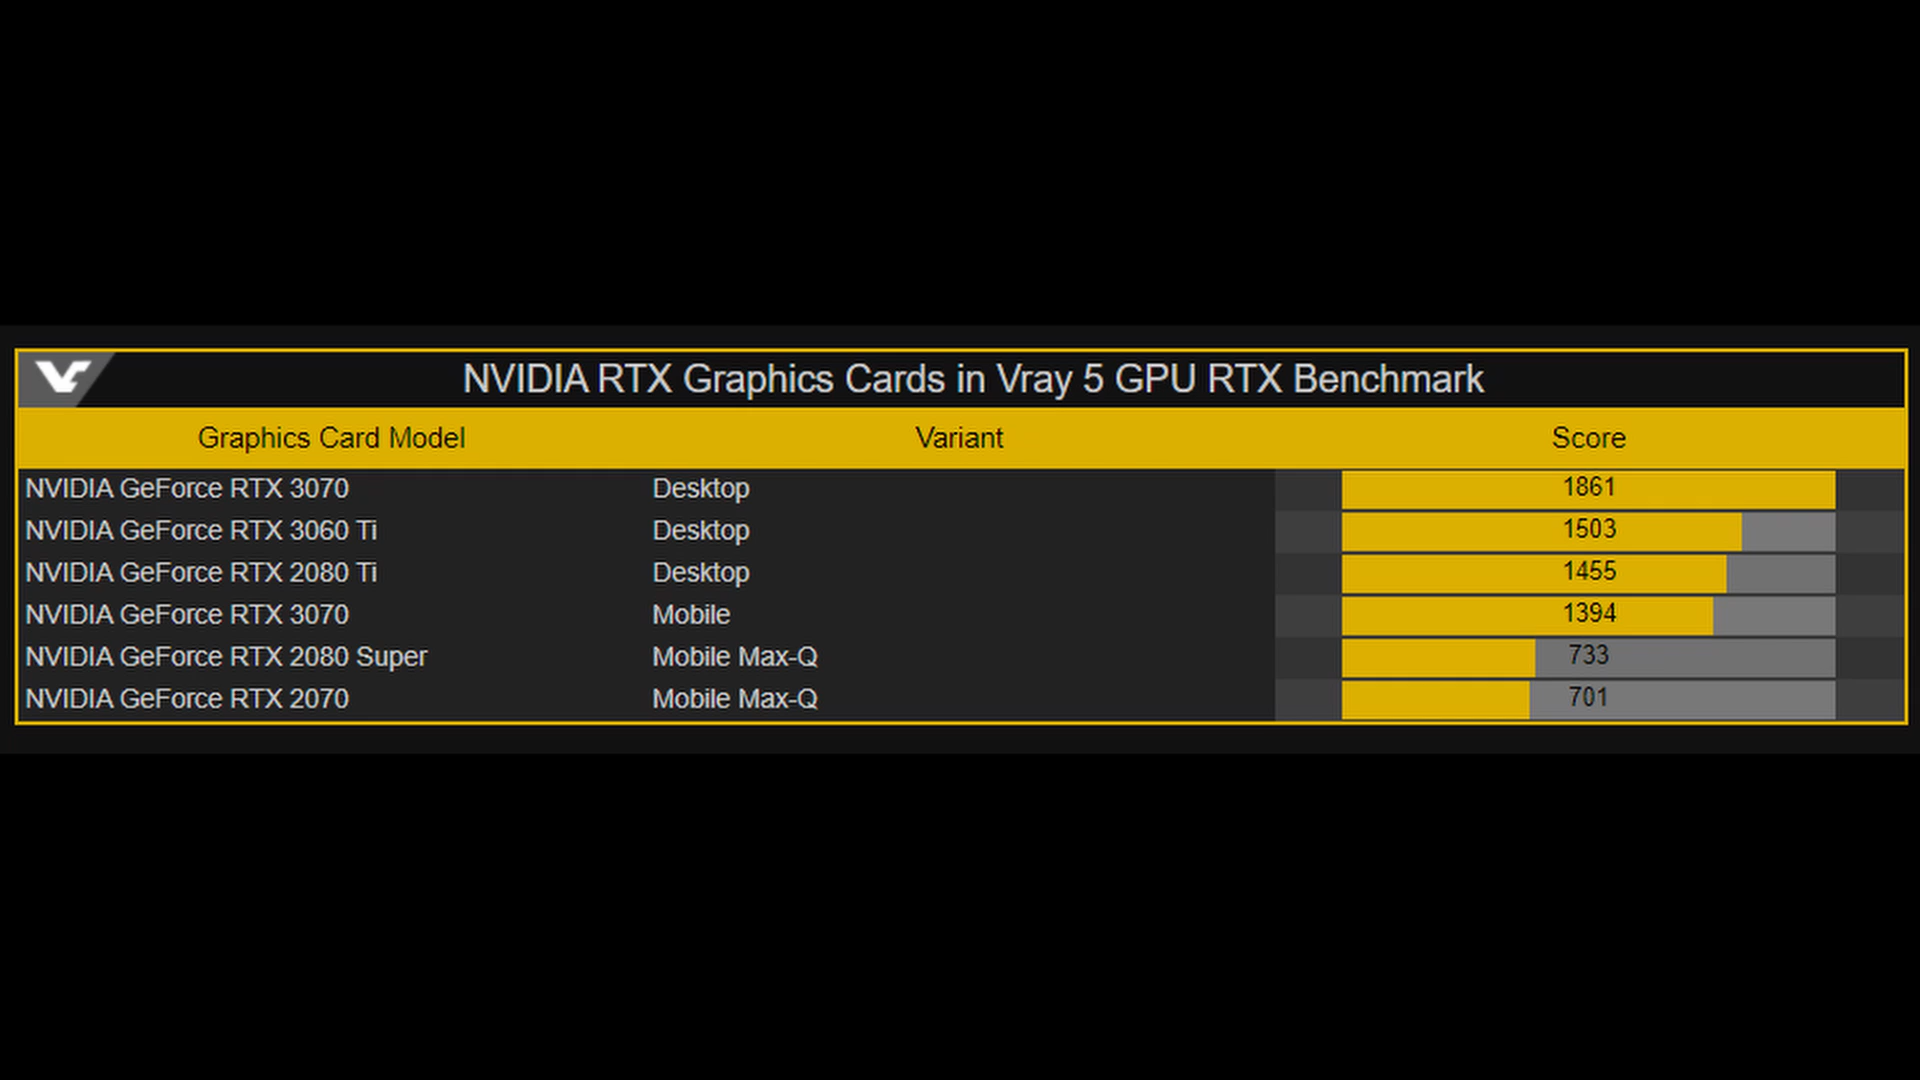 NVIDIA RTX Graphics Cards in Vray 5 GPU RTX Benchmark
Graphics Card Model Variant Score
NVIDIA GeForce RTX 3070 Desktop 1861
NVIDIA GeForce RTX 3060 Ti Desktop 1503
NVIDIA GeForce RTX 2080 Ti Desktop 1455
NVIDIA GeForce RTX 3070 Mobile 1394
NVIDIA GeForce RTX 2080 Super Mobile Max-Q 733
NVIDIA GeForce RTX 2070 Mobile Max-Q 701